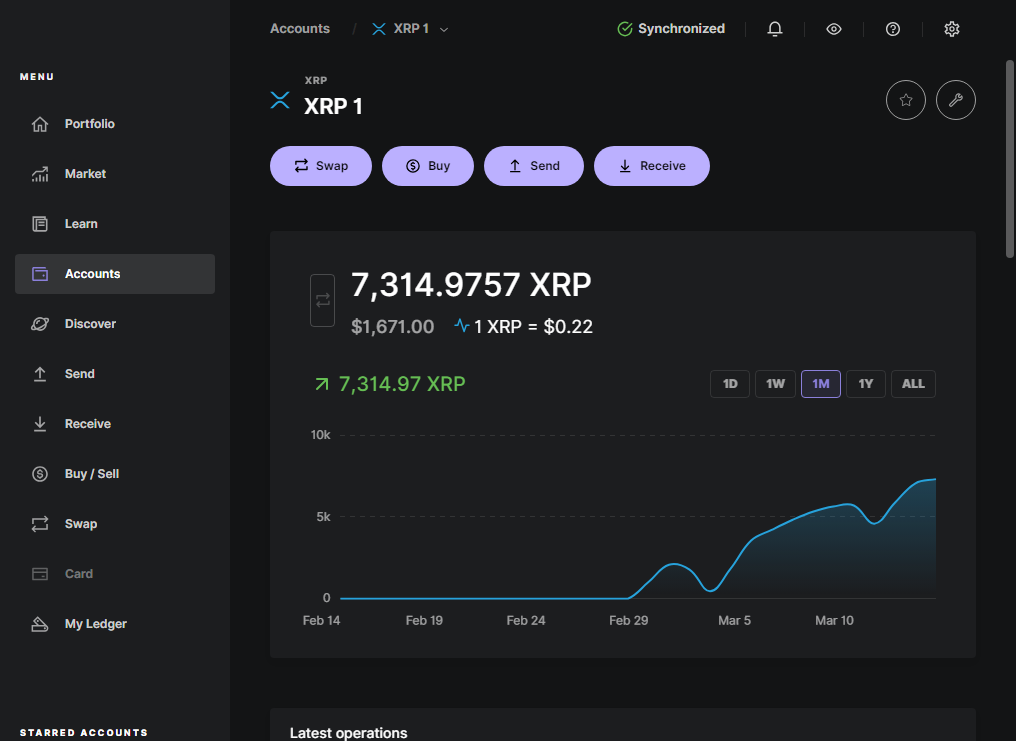 MENU
Portfolio
Market
Learn
Accounts
Discover
Send
Receive
Buy / Sell
Swap
Card
My Ledger
STARRED ACCOUNTS
Accounts / XRP 1
Synchronized
XRP
XRP 1
Swap Buy Send Receive
7,314.9757 XRP
$1,671.00 1 XRP = $0.22
7,314.97 XRP
1D 1W 1M 1Y ALL
10k
5k
0
Feb 14 Feb 19 Feb 24 Feb 29 Mar 5 Mar 10
Latest operations